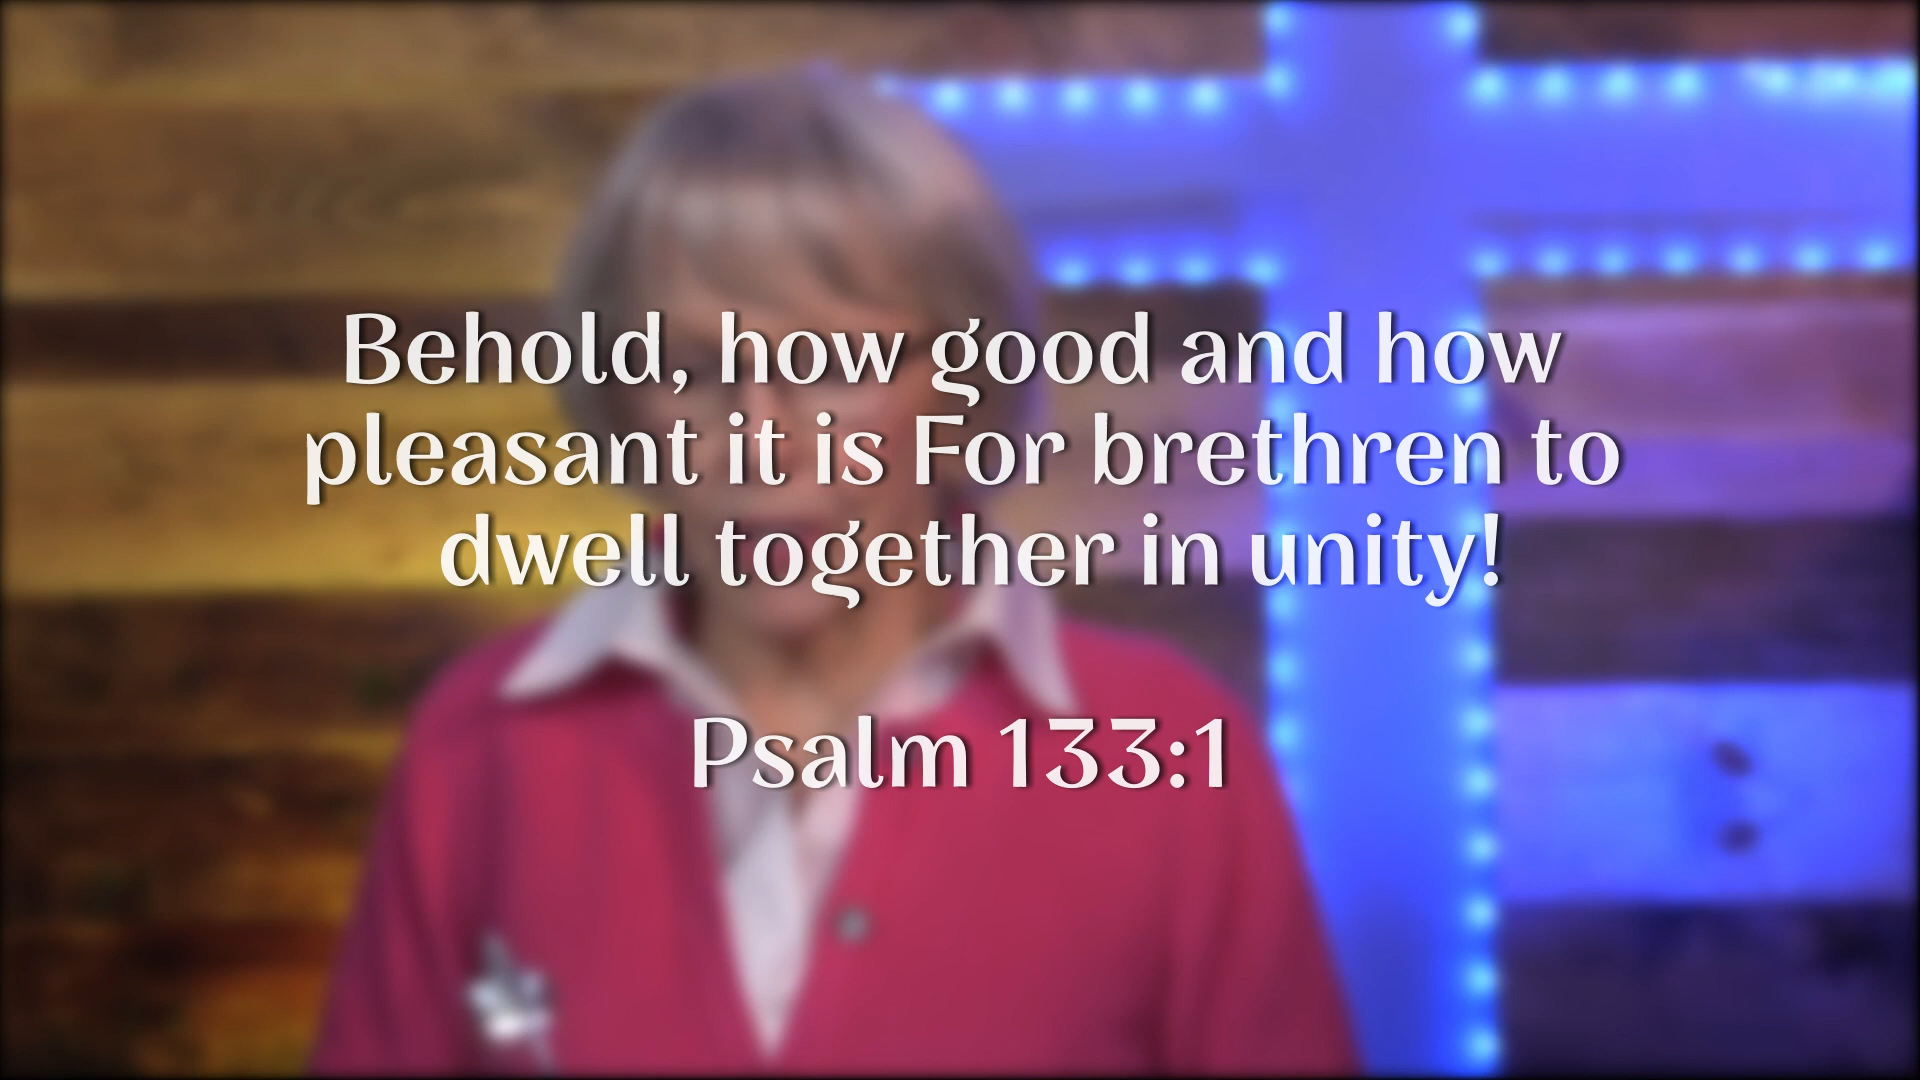 Behold, how good and how
pleasant it is For brethren to
dwell together in unity!
Psalm 133:1